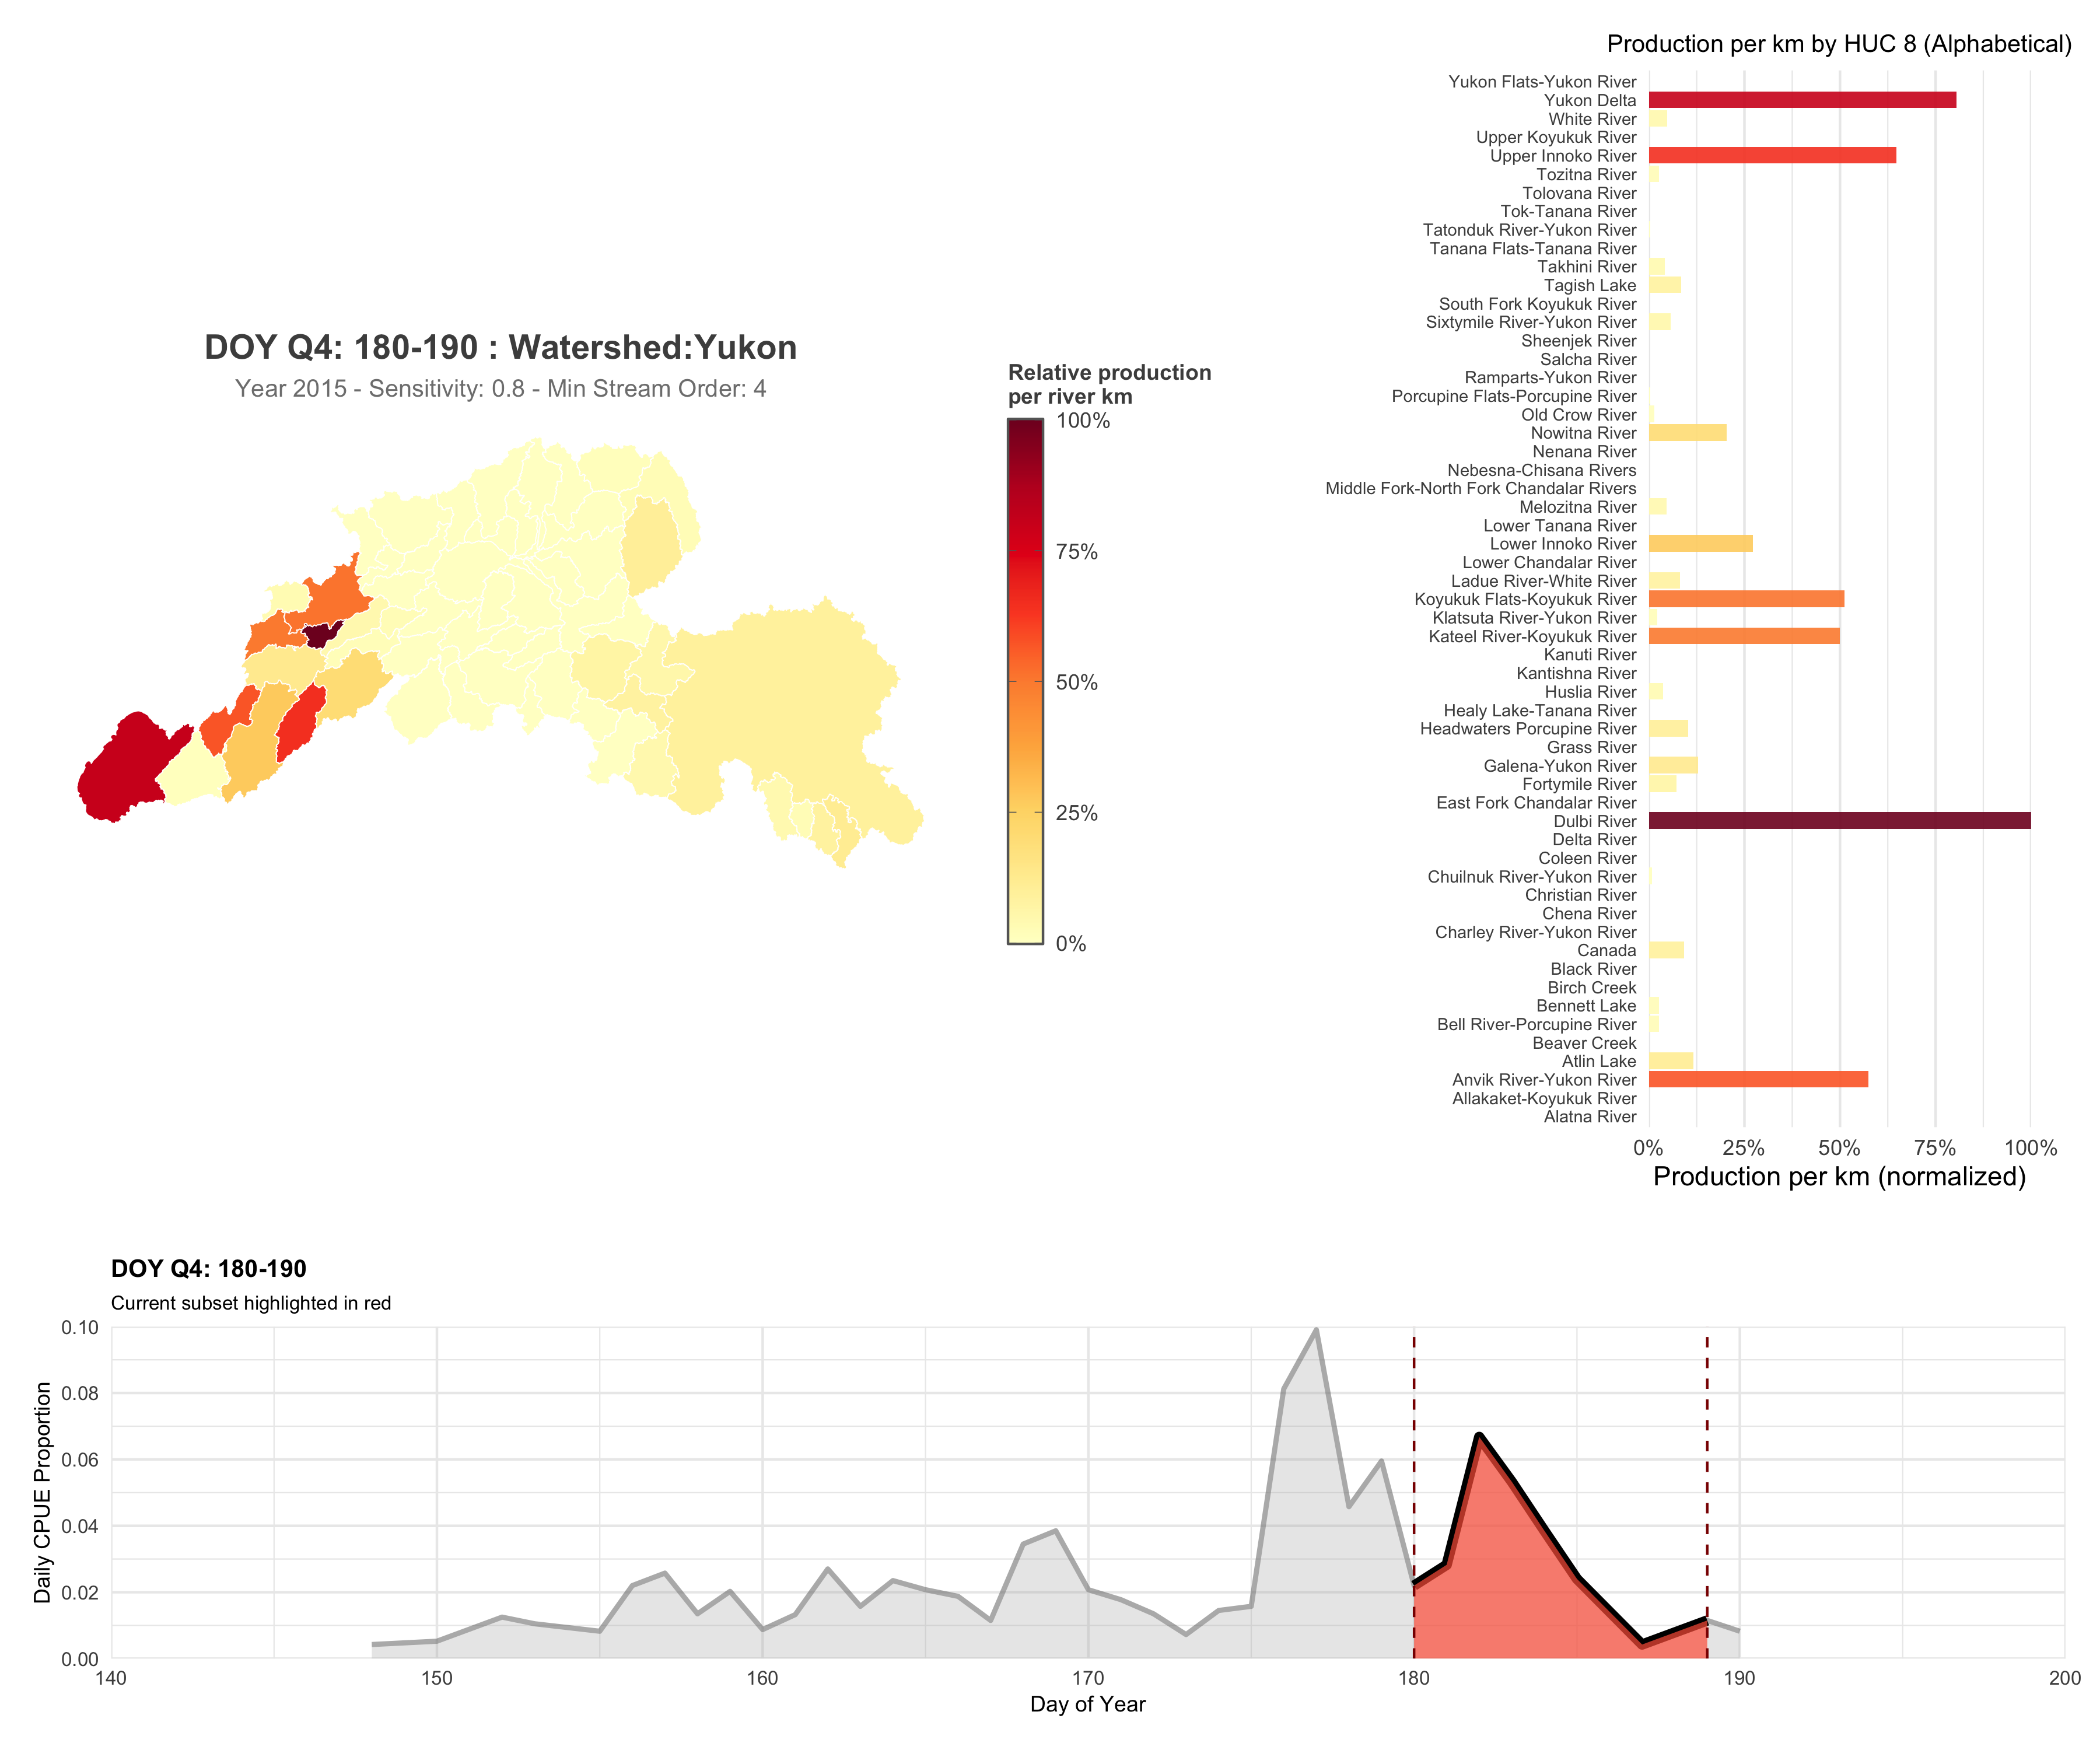 Production per km by HUC 8 (Alphabetical)
Yukon Flats-Yukon River
Yukon Delta
White River
Upper Koyukuk River
Upper Innoko River
Tozitna River
Tolovana River
Tok-Tanana River
Tatonduk River-Yukon River
Tanana Flats-Tanana River
Takhini River
Tagish Lake
South Fork Koyukuk River
Sixtymile River-Yukon River
Sheenjek River
Salcha River
Ramparts-Yukon River
Porcupine Flats-Porcupine River
Old Crow River
Nowitna River
Nenana River
Nebesna-Chisana Rivers
Middle Fork-North Fork Chandalar Rivers
Melozitna River
Lower Tanana River
Lower Innoko River
Lower Chandalar River
Ladue River-White River
Koyukuk Flats-Koyukuk River
Klatsuta River-Yukon River
Kateel River-Koyukuk River
Kanuti River
Kantishna River
Huslia River
Healy Lake-Tanana River
Headwaters Porcupine River
Grass River
Galena-Yukon River
Fortymile River
East Fork Chandalar River
Dulbi River
Delta River
Coleen River
Chuilnuk River-Yukon River
Christian River
Chena River
Charley River-Yukon River
Canada
Black River
Birch Creek
Bennett Lake
Bell River-Porcupine River
Beaver Creek
Atlin Lake
Anvik River-Yukon River
Allakaket-Koyukuk River
Alatna River
0% 25% 50% 75% 100%
Production per km (normalized)
DOY Q4: 180-190 : Watershed:Yukon
Year 2015 - Sensitivity: 0.8 - Min Stream Order: 4
Relative production
per river km
100%
75%
50%
25%
0%
DOY Q4: 180-190
Current subset highlighted in red
Daily CPUE Proportion
0.10
0.08
0.06
0.04
0.02
0.00
140 150 160 170 180 190 200
Day of Year